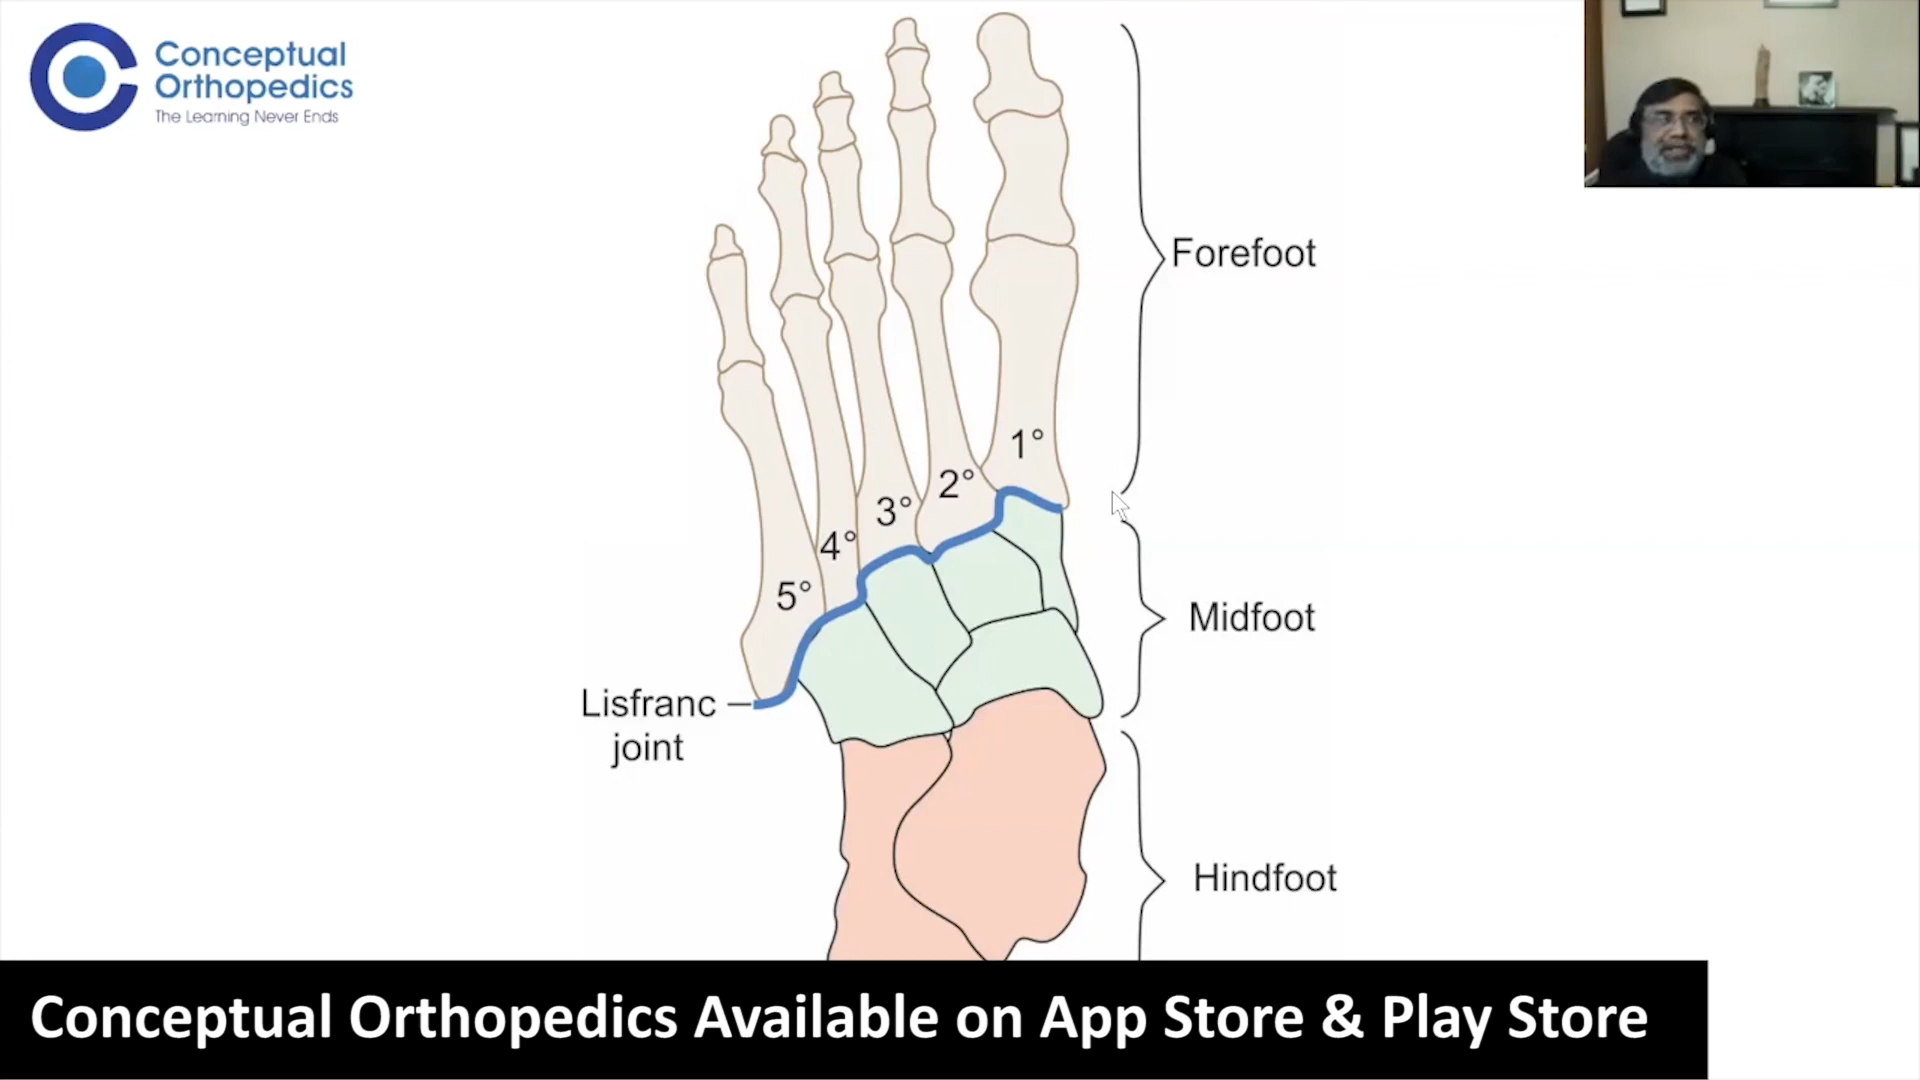 Conceptual
Orthopedics
The Learning Never Ends
Forefoot
1°
2°
3°
4°
5°
Midfoot
Lisfranc
joint
Hindfoot
Conceptual Orthopedics Available on App Store & Play Store